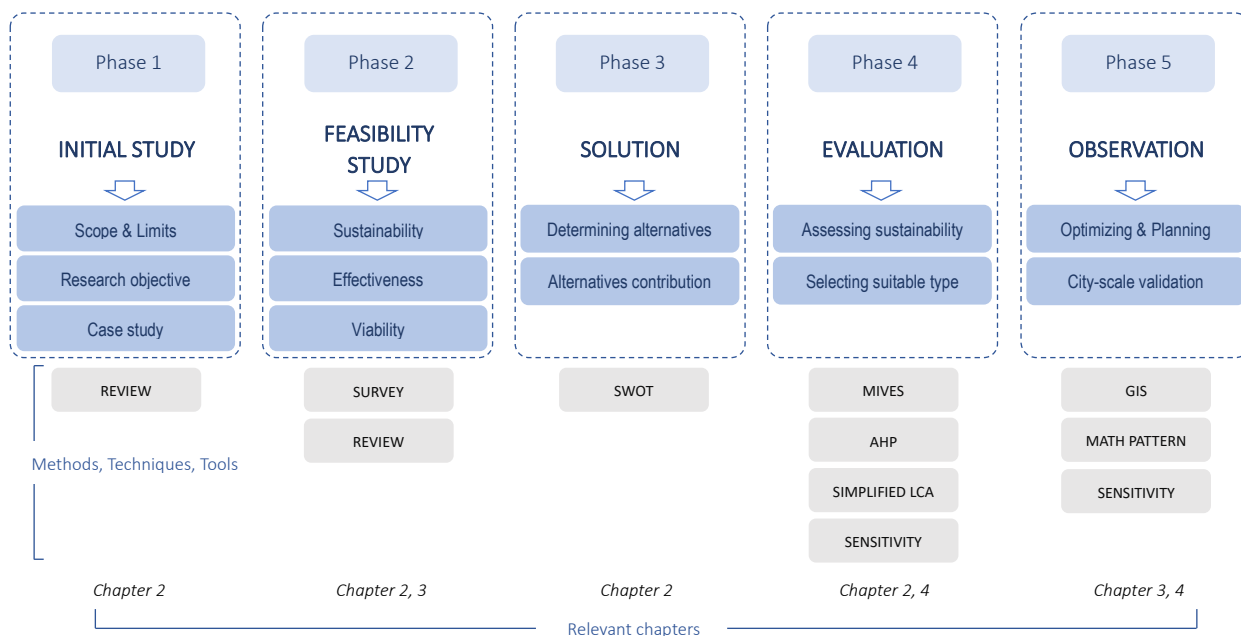 Phase 1
Phase 2
Phase 3
Phase 4
Phase 5
INITIAL STUDY
FEASIBILITY
STUDY
SOLUTION
EVALUATION
OBSERVATION
Scope & Limits
Sustainability
Determining alternatives
Assessing sustainability
Optimizing & Planning
Research objective
Effectiveness
Alternatives contribution
Selecting suitable type
City-scale validation
Case study
Viability
REVIEW
SURVEY
SWOT
MIVES
GIS
REVIEW
AHP
MATH PATTERN
Methods, Techniques, Tools
SIMPLIFIED LCA
SENSITIVITY
SENSITIVITY
Chapter 2
Chapter 2, 3
Chapter 2
Chapter 2, 4
Chapter 3, 4
Relevant chapters